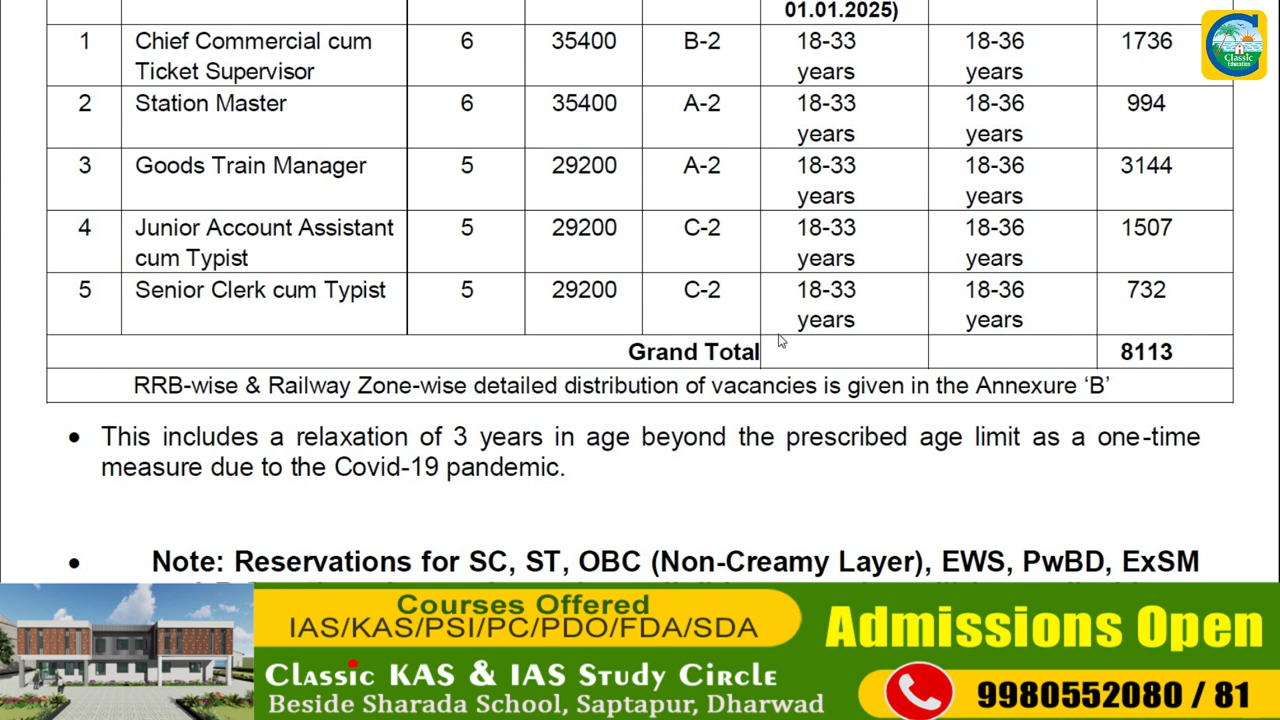 01.01.2025)
1 Chief Commercial cum Ticket Supervisor 6 35400 B-2 18-33 years 18-36 years 1736
2 Station Master 6 35400 A-2 18-33 years 18-36 years 994
3 Goods Train Manager 5 29200 A-2 18-33 years 18-36 years 3144
4 Junior Account Assistant cum Typist 5 29200 C-2 18-33 years 18-36 years 1507
5 Senior Clerk cum Typist 5 29200 C-2 18-33 years 18-36 years 732
Grand Total 8113
RRB-wise & Railway Zone-wise detailed distribution of vacancies is given in the Annexure ‘B’
• This includes a relaxation of 3 years in age beyond the prescribed age limit as a one-time
measure due to the Covid-19 pandemic.
• Note: Reservations for SC, ST, OBC (Non-Creamy Layer), EWS, PwBD, ExSM
Classic
Education
Courses Offered
IAS/KAS/PSI/PC/PDO/FDA/SDA
Classic KAS & IAS Study Circle
Beside Sharada School, Saptapur, Dharwad
Admissions Open
9980552080 / 81